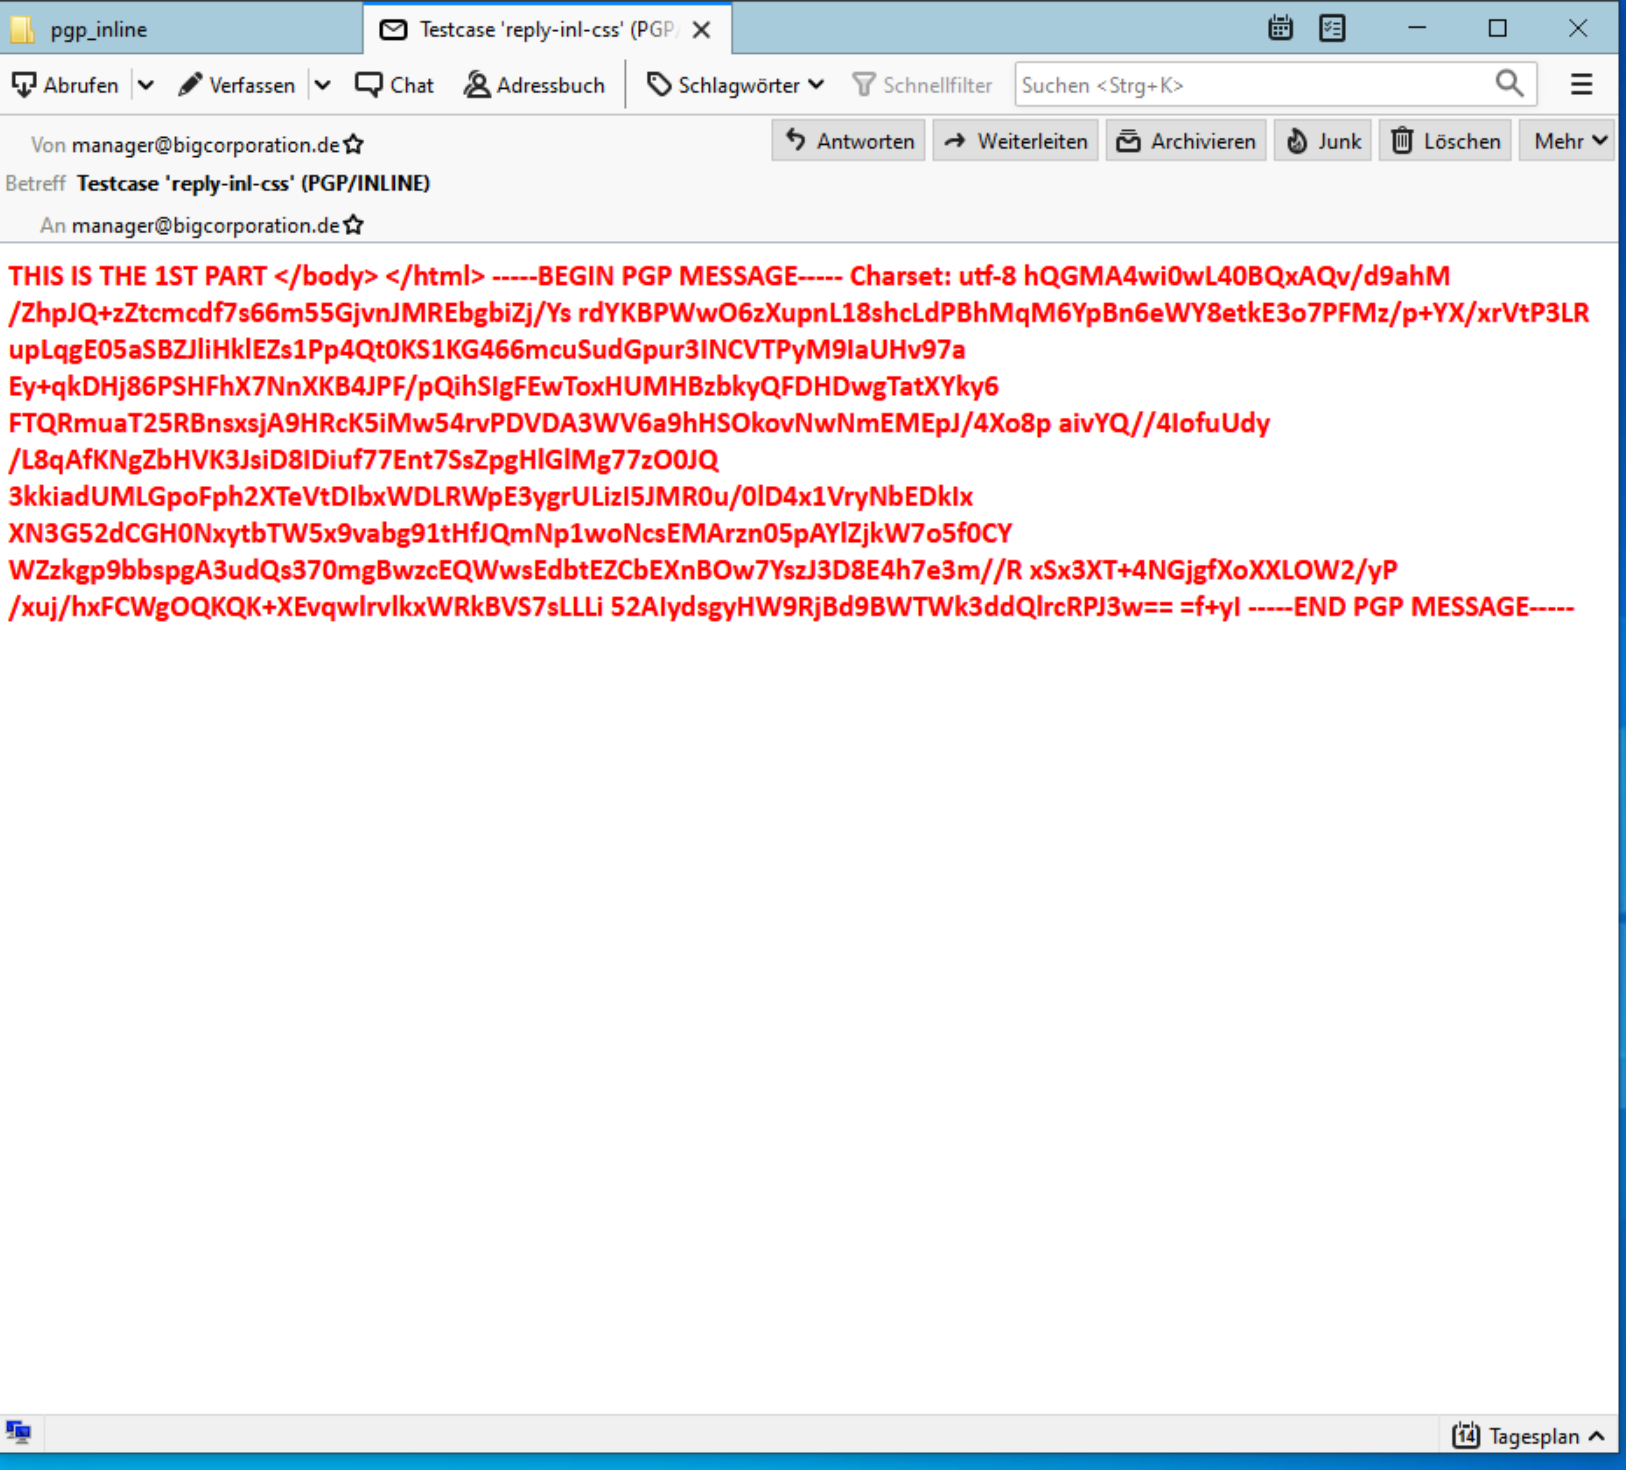 pgp_inline
Testcase 'reply-inl-css' (PGP/
Abrufen Verfassen Chat Adressbuch Schlagwörter Schnellfilter Suchen <Strg+K>
Von manager@bigcorporation.de Antworten Weiterleiten Archivieren Junk Löschen Mehr
Betreff Testcase 'reply-inl-css' (PGP/INLINE)
An manager@bigcorporation.de
THIS IS THE 1ST PART </body> </html> -----BEGIN PGP MESSAGE----- Charset: utf-8 hQGMA4wi0wL40BQxAQv/d9ahM
/ZhpJQ+zZtcmcdf7s66m55GjvnJMREbgbiZj/Ys rdYKBPWwO6zXupnL18shcLdPBhMqM6YpBn6eWY8etkE3o7PFMz/p+YX/xrVtP3LR
upLqgE05aSBZJliHklEZs1Pp4Qt0KS1KG466mcuSudGpur3INCVTPyM9IaUHv97a
Ey+qkDHj86PSHFhX7NnXKB4JPF/pQihSIgFEwToxHUMHBzbkyQFDHDwgTatXYky6
FTQRmuaT25RBnsxsjA9HRcK5iMw54rvPDVDA3WV6a9hHSOkovNwNmEMEpJ/4Xo8p aivYQ//4IofuUdy
/L8qAfKNgZbHVK3JsiD8IDiuf77Ent7SsZpgHlGlMg77zO0JQ
3kkiadUMLGpoFph2XTeVtDIbxWDLRWpE3ygrULizI5JMR0u/0lD4x1VryNbEDkIx
XN3G52dCGH0NxytbTW5x9vabg91tHfJQmNp1woNcsEMArzn05pAYlZjkW7o5f0CY
WZzkgp9bbspgA3udQs370mgBwzcEQWwsEdbtEZCbEXnBOw7YszJ3D8E4h7e3m//R xSx3XT+4NGjgfXoXXLOW2/yP
/xuj/hxFCWgOQKQK+XEvqwlrvlkxWRkBVS7sLLLi 52AIydsgyHW9RjBd9BWTWk3ddQlrcRPJ3w== =f+yI -----END PGP MESSAGE-----
14 Tagesplan